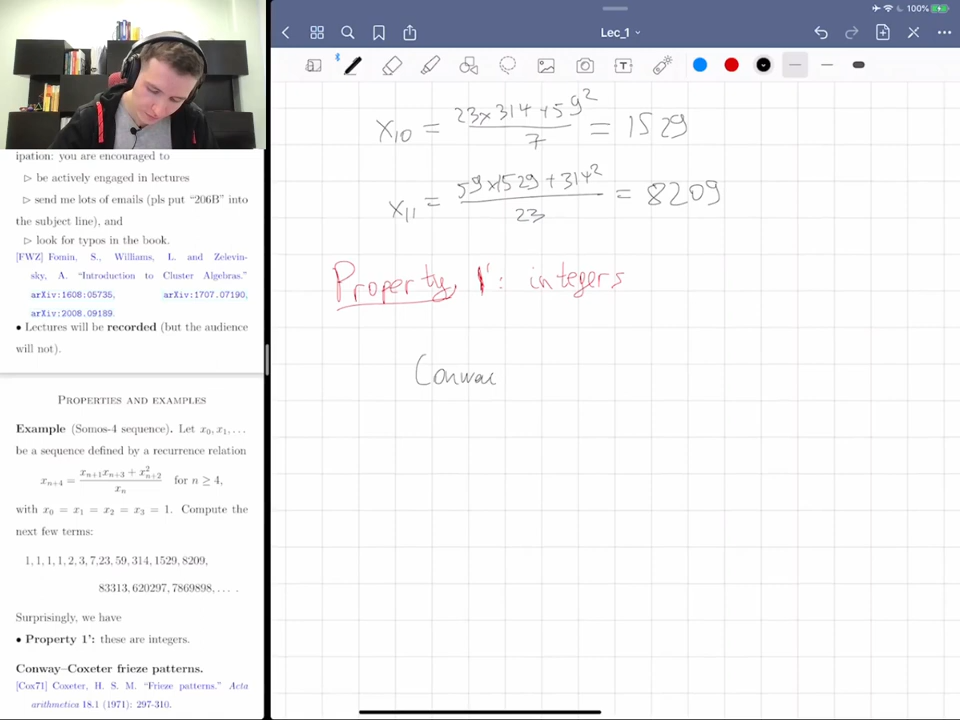 100%
Lec_1
ipation: you are encouraged to
▷ be actively engaged in lectures
▷ send me lots of emails (pls put “206B” into
the subject line), and
▷ look for typos in the book.
[FWZ] Fomin, S., Williams, L. and Zelevin-
sky, A. “Introduction to Cluster Algebras.”
arXiv:1608:05735, arXiv:1707.07190,
arXiv:2008.09189.
• Lectures will be recorded (but the audience
will not).
Properties and examples
Example (Somos-4 sequence). Let x₀, x₁, . . .
be a sequence defined by a recurrence relation
xₙ₊₄ = (xₙ₊₁xₙ₊₃ + x²ₙ₊₂) / xₙ for n ≥ 4,
with x₀ = x₁ = x₂ = x₃ = 1. Compute the
next few terms:
1, 1, 1, 1, 2, 3, 7, 23, 59, 314, 1529, 8209,
83313, 620297, 7869898, . . . .
Surprisingly, we have
• Property 1’: these are integers.
Conway–Coxeter frieze patterns.
[Cox71] Coxeter, H. S. M. “Frieze patterns.” Acta
arithmetica 18.1 (1971): 297-310.
x₁₀ = (23×314 + 59²) / 7 = 1529
x₁₁ = (59×1529 + 314²) / 23 = 8209
Property 1': integers
Conwa